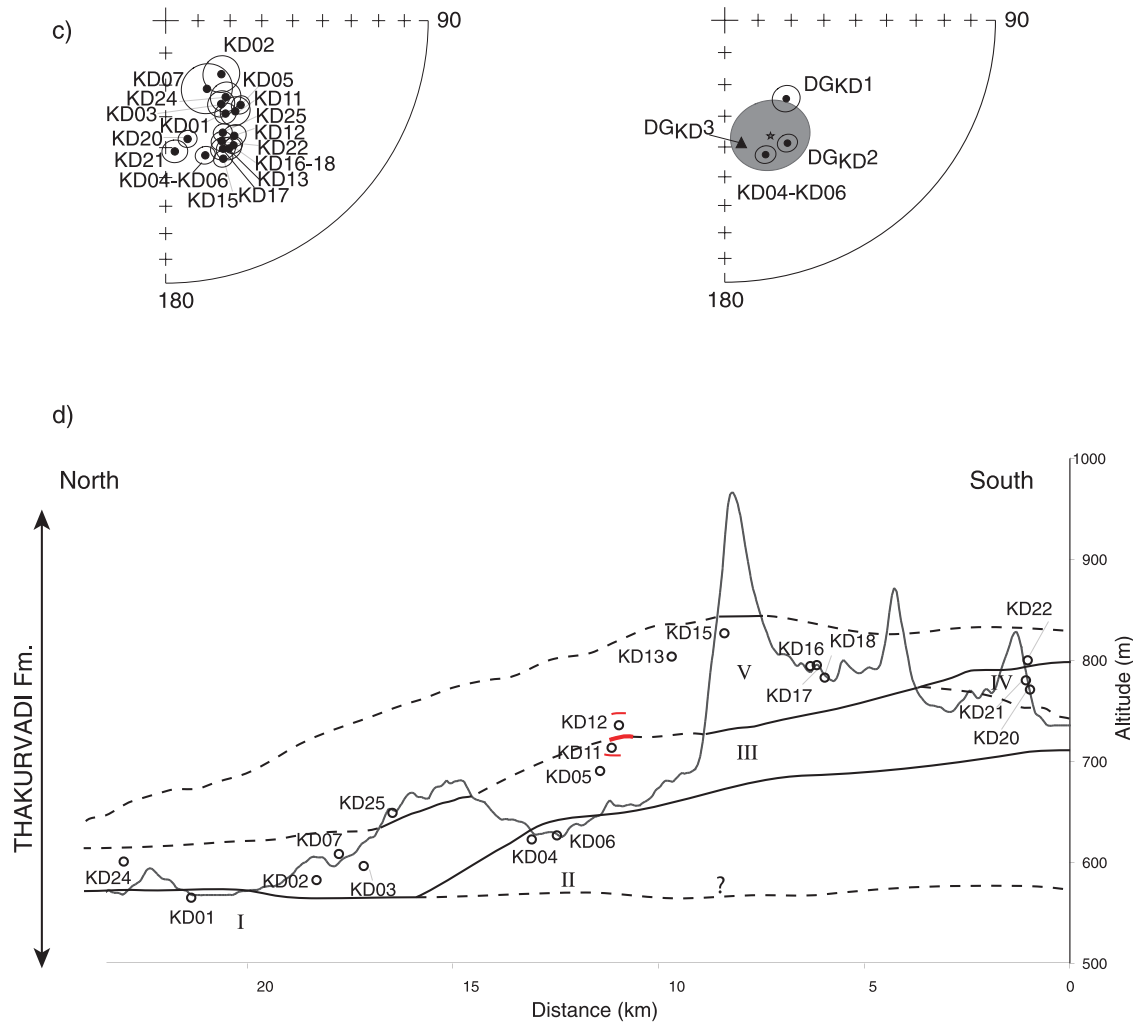 c)
90
KD02
KD07
KD05
KD24
KD11
KD03
KD25
KD01
KD12
KD20
KD22
KD21
KD16-18
KD04-KD06
KD13
KD15
KD17
180
90
DGKD1
DGKD3
DGKD2
KD04-KD06
180
d)
North
South
1000
900
800
700
600
500
Altitude (m)
THAKURVADI Fm.
KD22
KD15
KD16
KD18
KD13
KD17
V
IV
KD21
KD20
KD12
KD11
III
KD05
KD25
KD07
KD04
KD06
KD24
KD02
KD03
II
?
KD01
I
20
15
10
5
0
Distance (km)